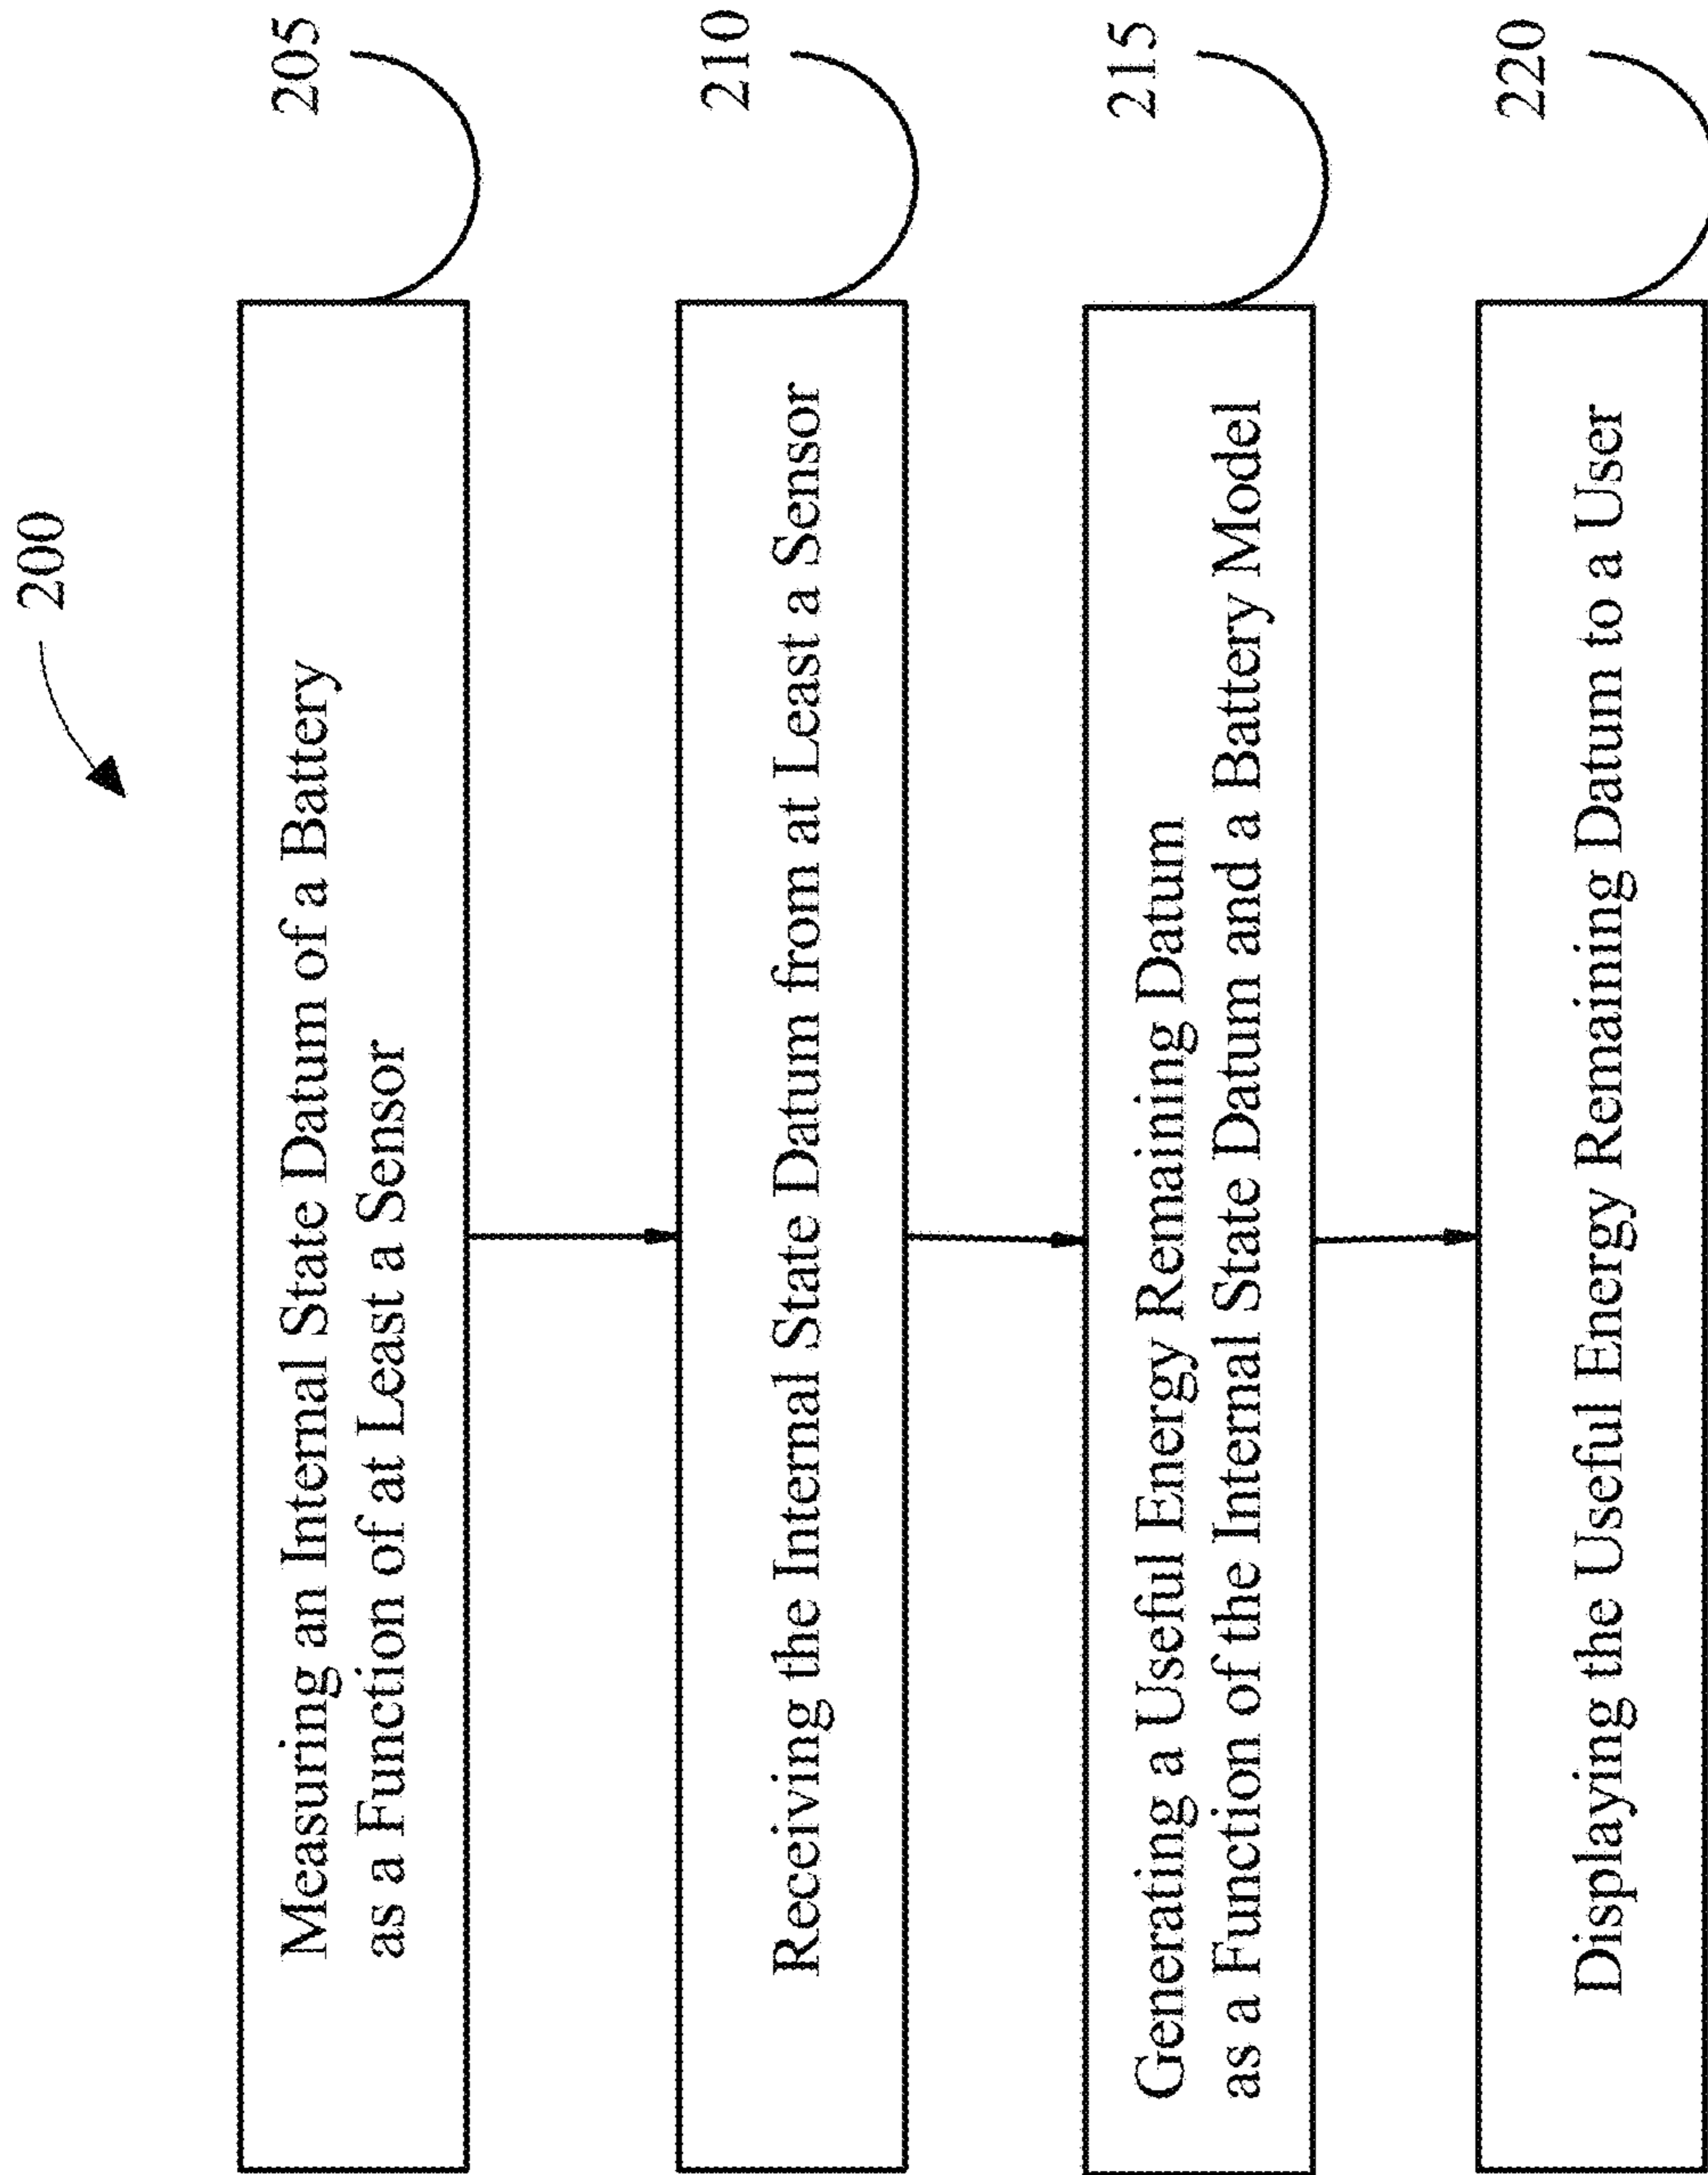 200
Measuring an Internal State Datum of a Battery
as a Function of at Least a Sensor
205
Receiving the Internal State Datum from at Least a Sensor
210
Generating a Useful Energy Remaining Datum
as a Function of the Internal State Datum and a Battery Model
215
Displaying the Useful Energy Remaining Datum to a User
220